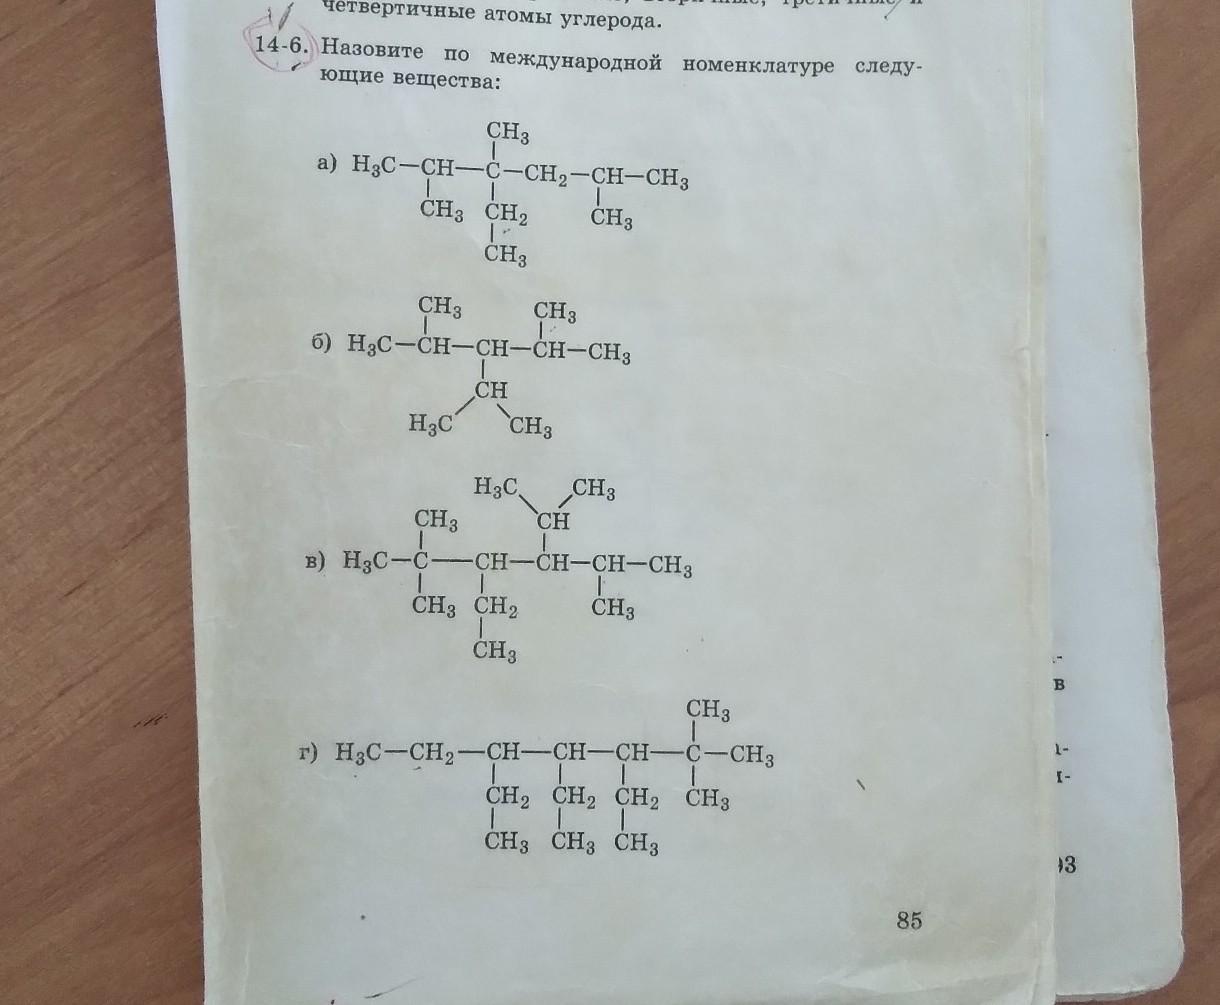 четвертичные атомы углерода.
14-6. Назовите по международной номенклатуре следу-
ющие вещества:
CH₃
а) H₃C—CH—C—CH₂—CH—CH₃
CH₃ CH₂ CH₃
CH₃
CH₃ CH₃
б) H₃C—CH—CH—CH—CH₃
CH
H₃C CH₃
H₃C CH₃
CH₃ CH
в) H₃C—C—CH—CH—CH—CH₃
CH₃ CH₂ CH₃
CH₃
CH₃
г) H₃C—CH₂—CH—CH—CH—C—CH₃
CH₂ CH₂ CH₂ CH₃
CH₃ CH₃ CH₃
85
в
93